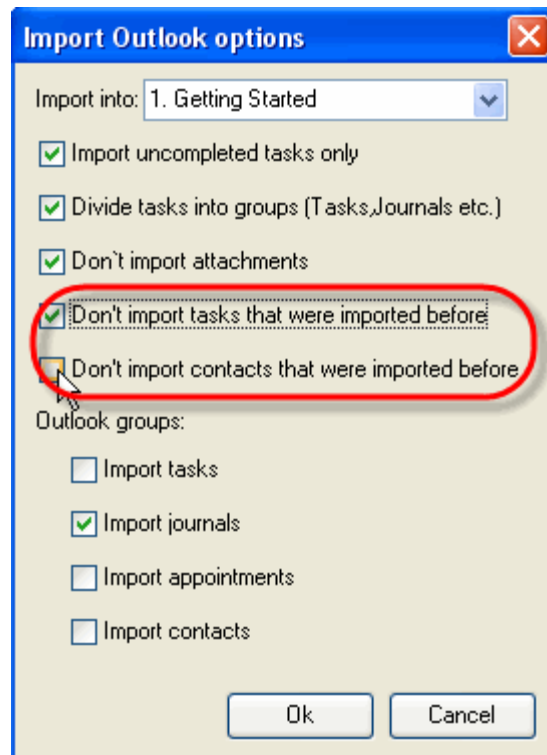 Import Outlook options
Import into: 1. Getting Started
Import uncompleted tasks only
Divide tasks into groups (Tasks,Journals etc.)
Don`t import attachments
Don't import tasks that were imported before
Don't import contacts that were imported before
Outlook groups:
Import tasks
Import journals
Import appointments
Import contacts
Ok Cancel